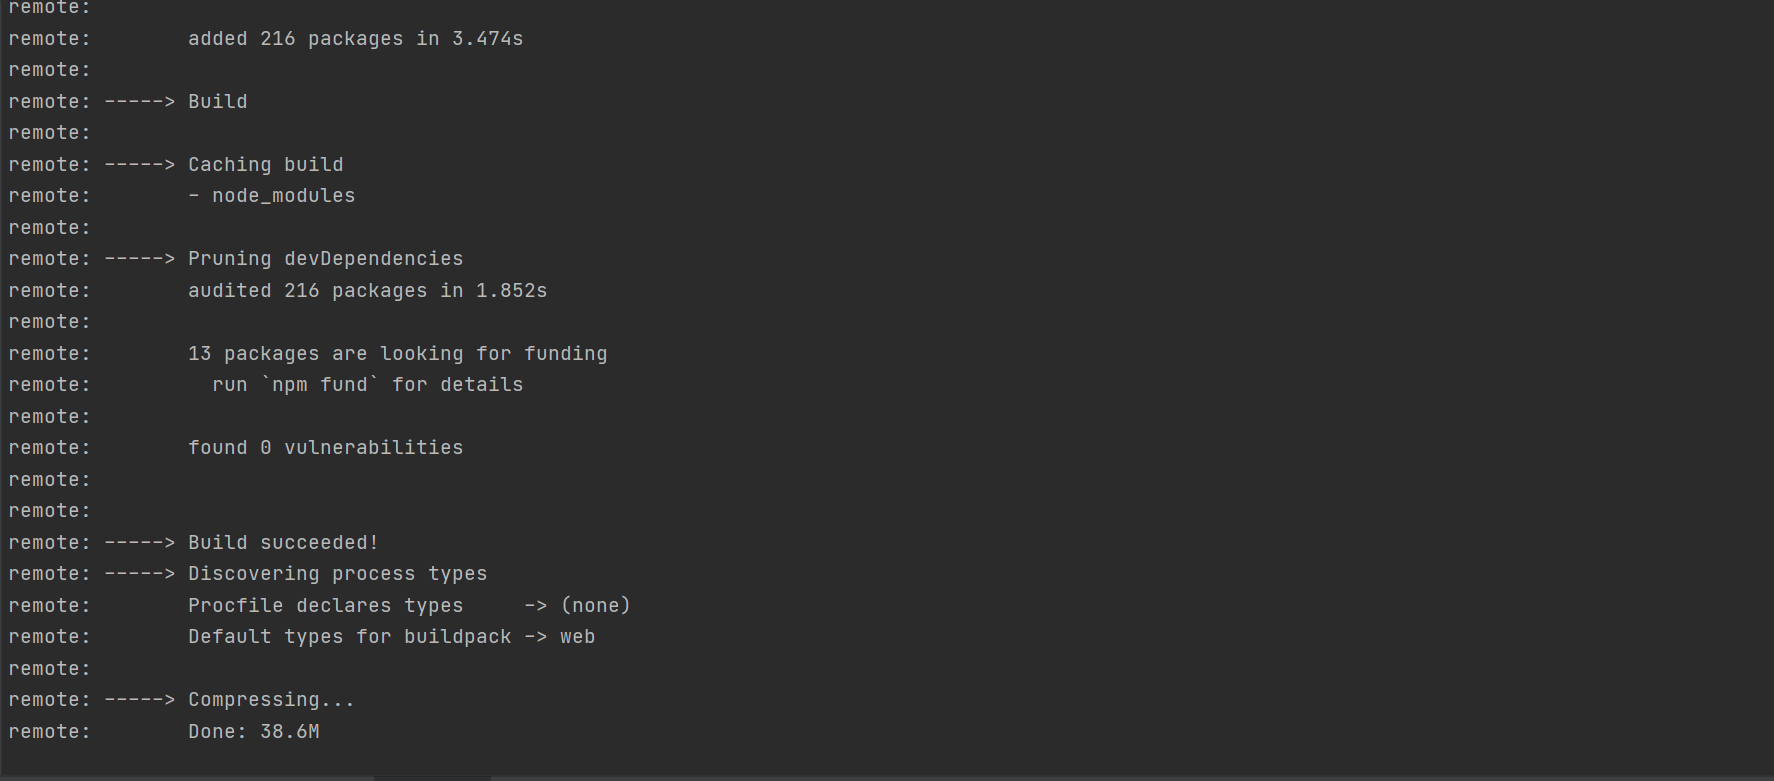 remote:
remote:        added 216 packages in 3.474s
remote:
remote: -----> Build
remote:
remote: -----> Caching build
remote:        - node_modules
remote:
remote: -----> Pruning devDependencies
remote:        audited 216 packages in 1.852s
remote:
remote:        13 packages are looking for funding
remote:          run `npm fund` for details
remote:
remote:        found 0 vulnerabilities
remote:
remote:
remote: -----> Build succeeded!
remote: -----> Discovering process types
remote:        Procfile declares types     -> (none)
remote:        Default types for buildpack -> web
remote:
remote: -----> Compressing...
remote:        Done: 38.6M